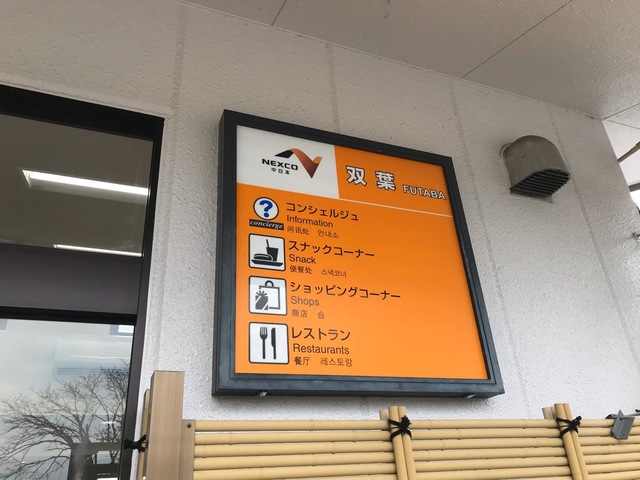 NEXCO
中日本
双葉 FUTABA
?
concierge
コンシェルジュ
Information
问讯处 안내소
スナックコーナー
Snack
便餐处 스넥코너
ショッピングコーナー
Shops
商店 숍
レストラン
Restaurants
餐厅 레스토랑